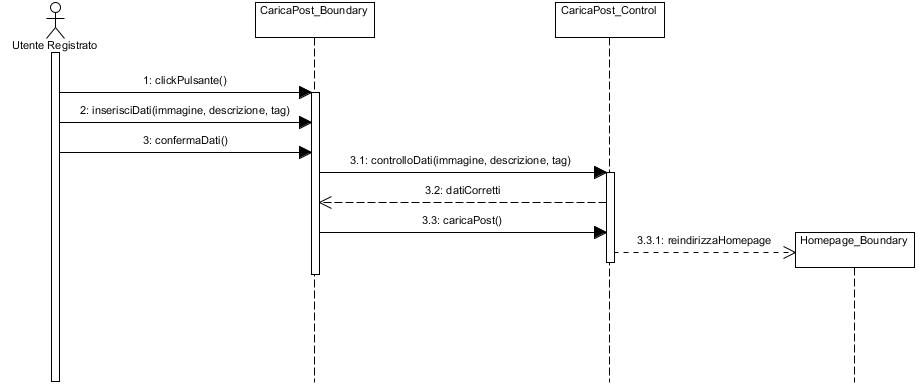 CaricaPost_Boundary
CaricaPost_Control
Utente Registrato
1: clickPulsante()
2: inserisciDati(immagine, descrizione, tag)
3: confermaDati()
3.1: controlloDati(immagine, descrizione, tag)
3.2: datiCorretti
3.3: caricaPost()
3.3.1: reindirizzaHomepage
Homepage_Boundary